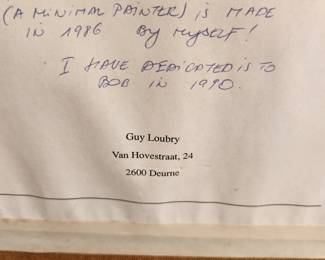 (A MINIMAL PAINTER) IS MADE
IN 1986 BY MYSELF!
I HAVE DEDICATED IS TO
BOB IN 1990.
Guy Loubry
Van Hovestraat, 24
2600 Deurne